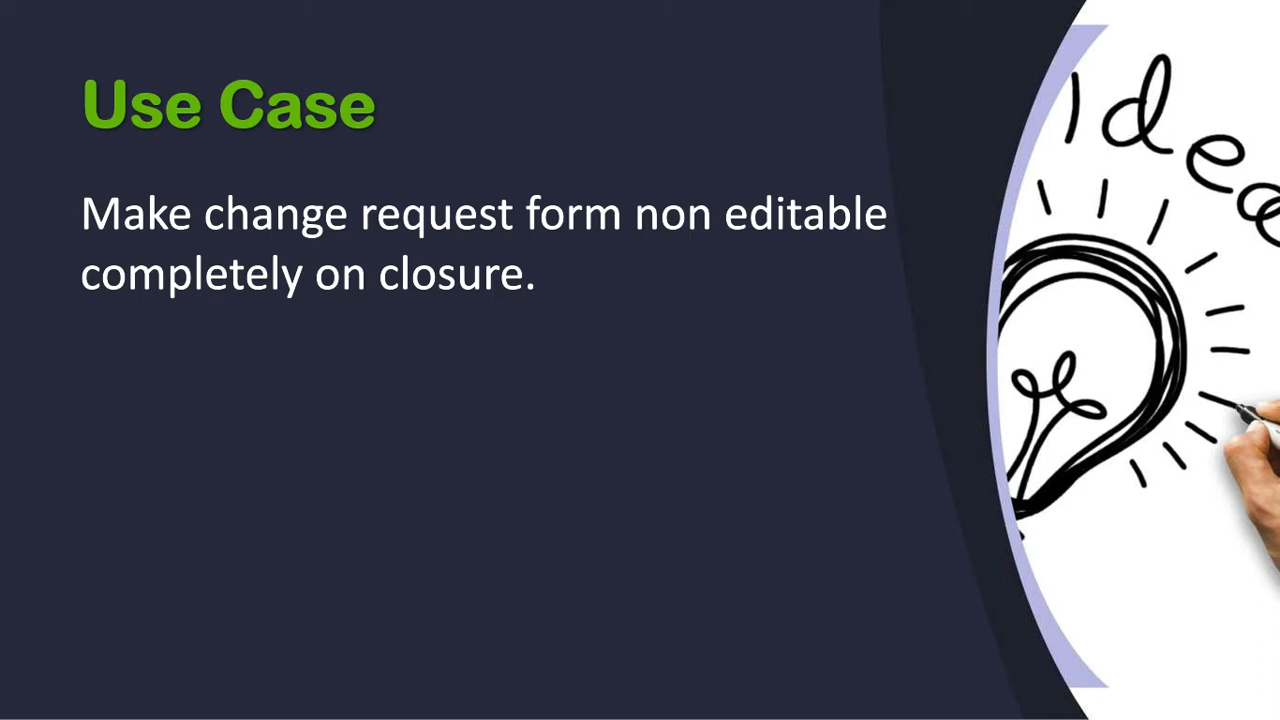 Use Case
Make change request form non editable
completely on closure.
Idea